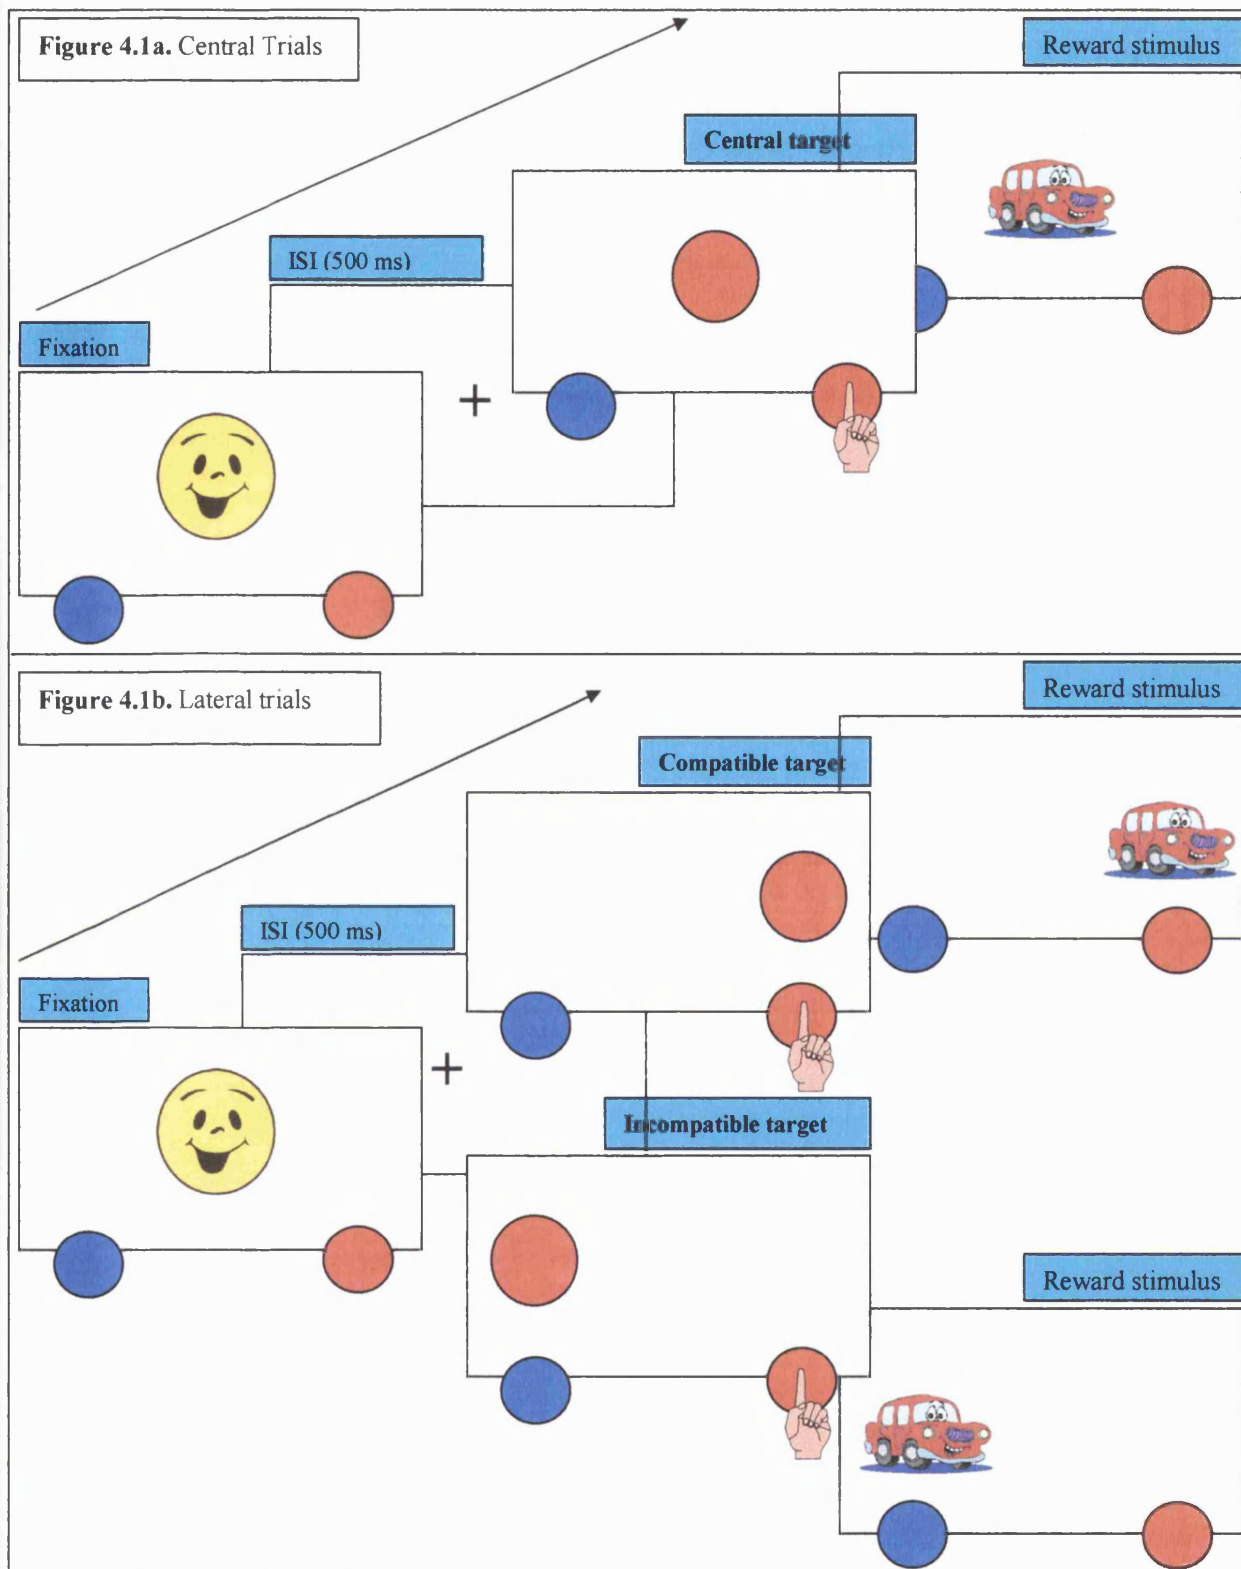 Figure 4.1a. Central Trials
Reward stimulus
Central target
ISI (500 ms)
Fixation
+
Figure 4.1b. Lateral trials
Reward stimulus
Compatible target
ISI (500 ms)
Fixation
+
Incompatible target
Reward stimulus